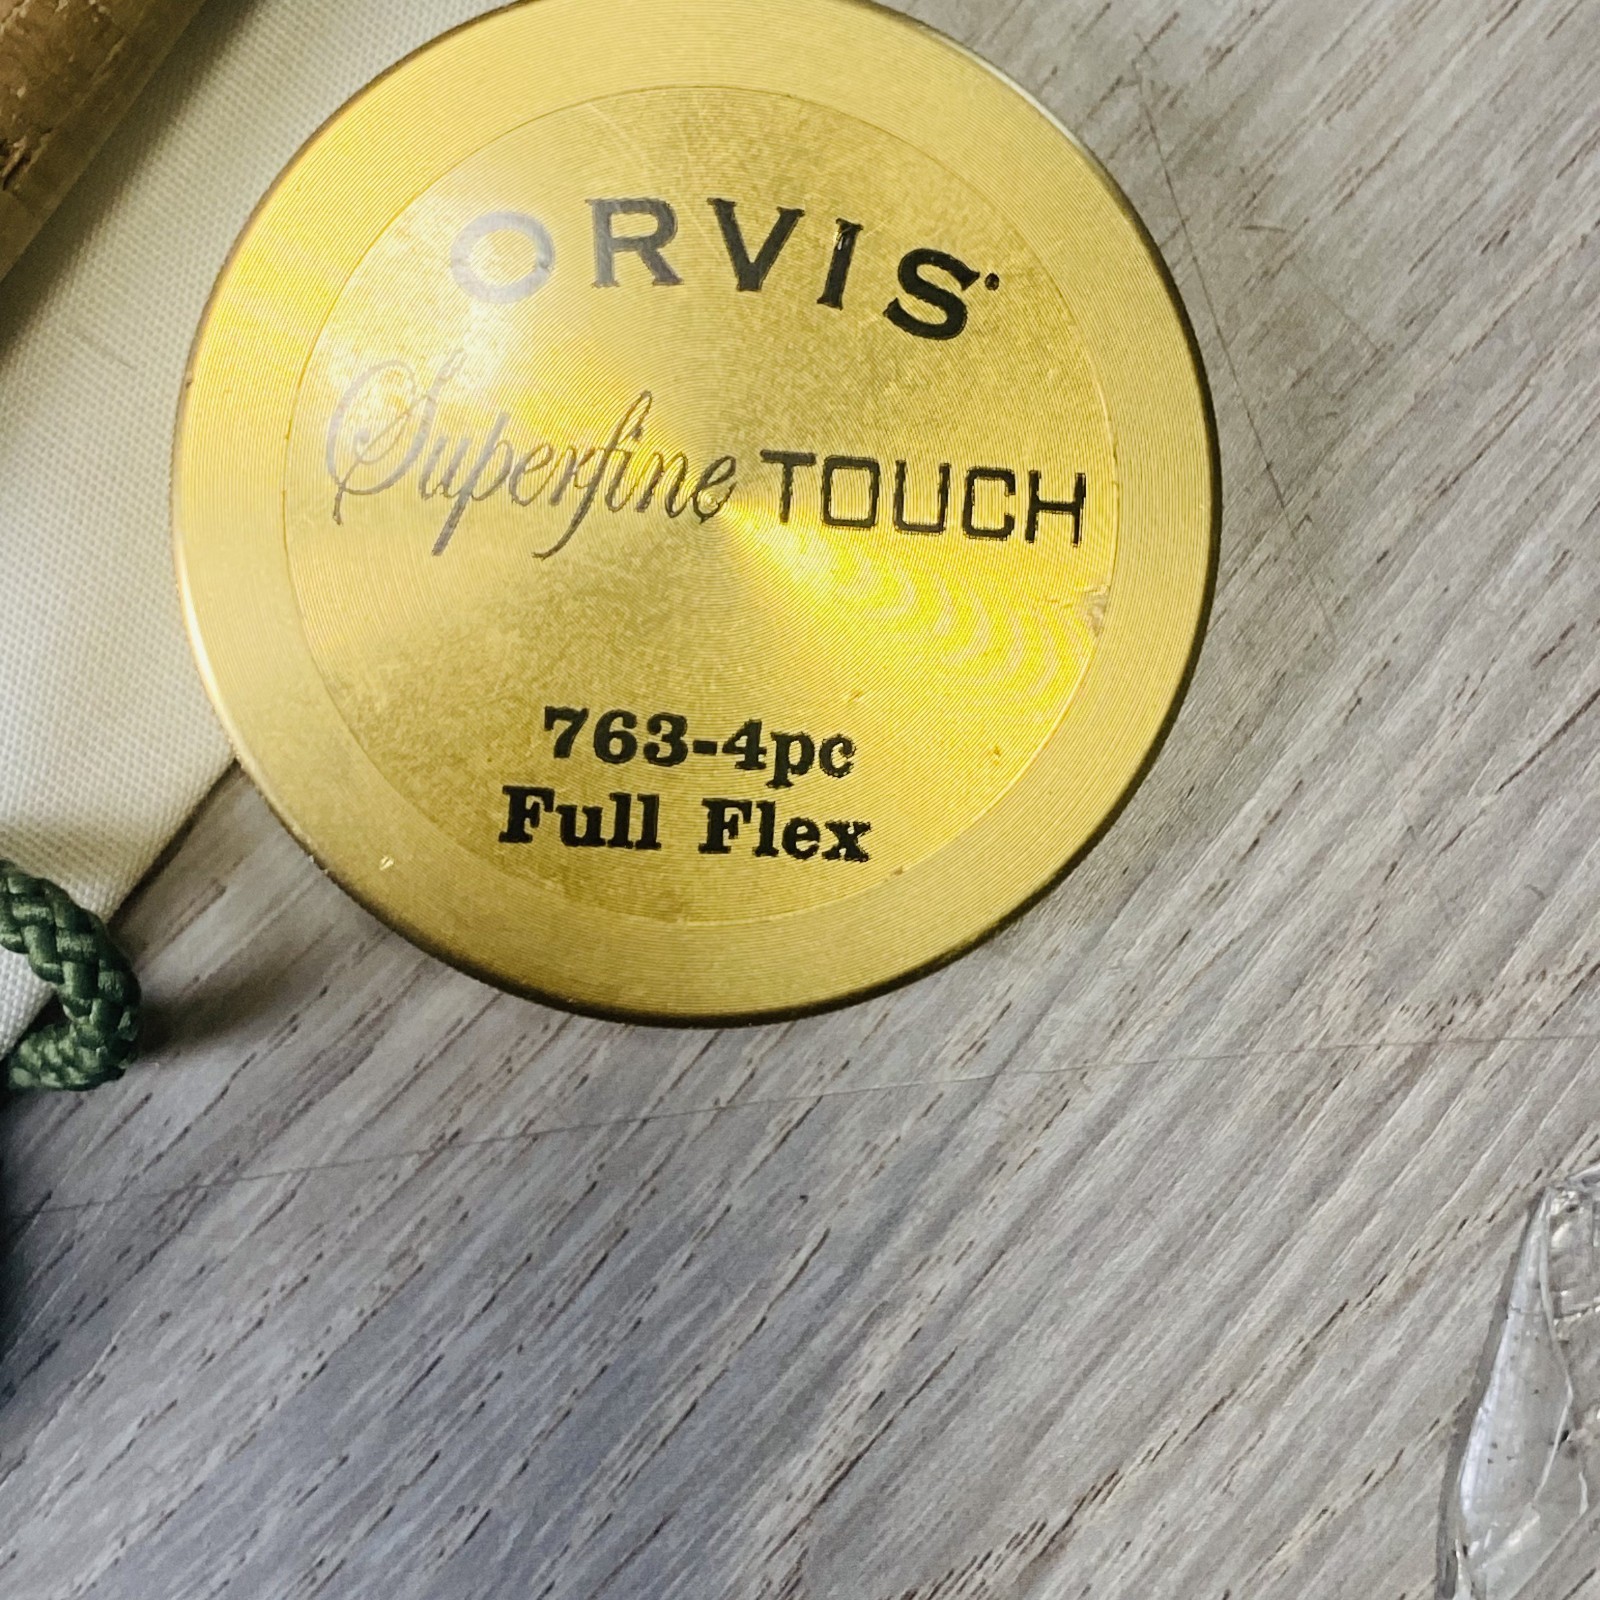 ORVIS
Superfine TOUCH
763-4pc
Full Flex